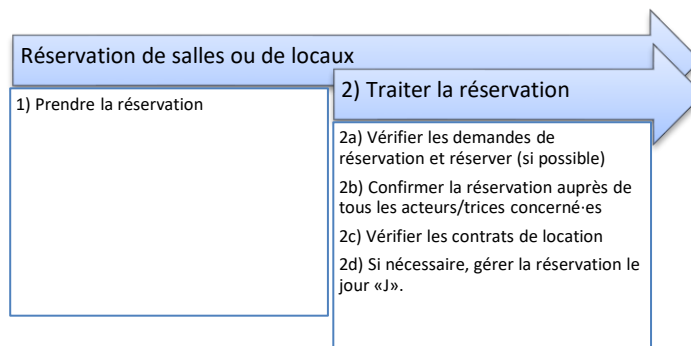 Réservation de salles ou de locaux
1) Prendre la réservation
2) Traiter la réservation
2a) Vérifier les demandes de
réservation et réserver (si possible)
2b) Confirmer la réservation auprès de
tous les acteurs/trices concerné·es
2c) Vérifier les contrats de location
2d) Si nécessaire, gérer la réservation le
jour «J».